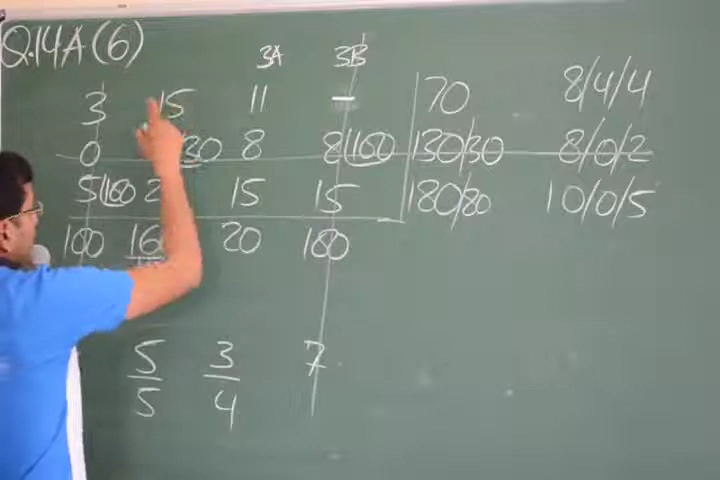 Q.14A(6)
3A 3B
3 15 11 - 70 8/4/4
0 30 8 8(160 130/30 8/0/2
5(160 2 15 15 180/80 10/0/5
100 16 20 180
5 3 7
5 4